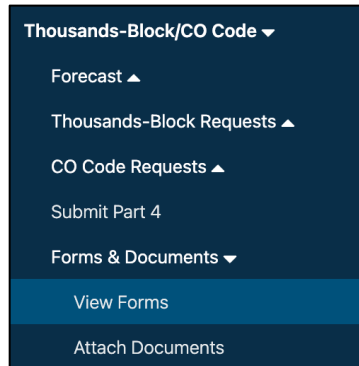 Thousands-Block/CO Code
Forecast
Thousands-Block Requests
CO Code Requests
Submit Part 4
Forms & Documents
View Forms
Attach Documents